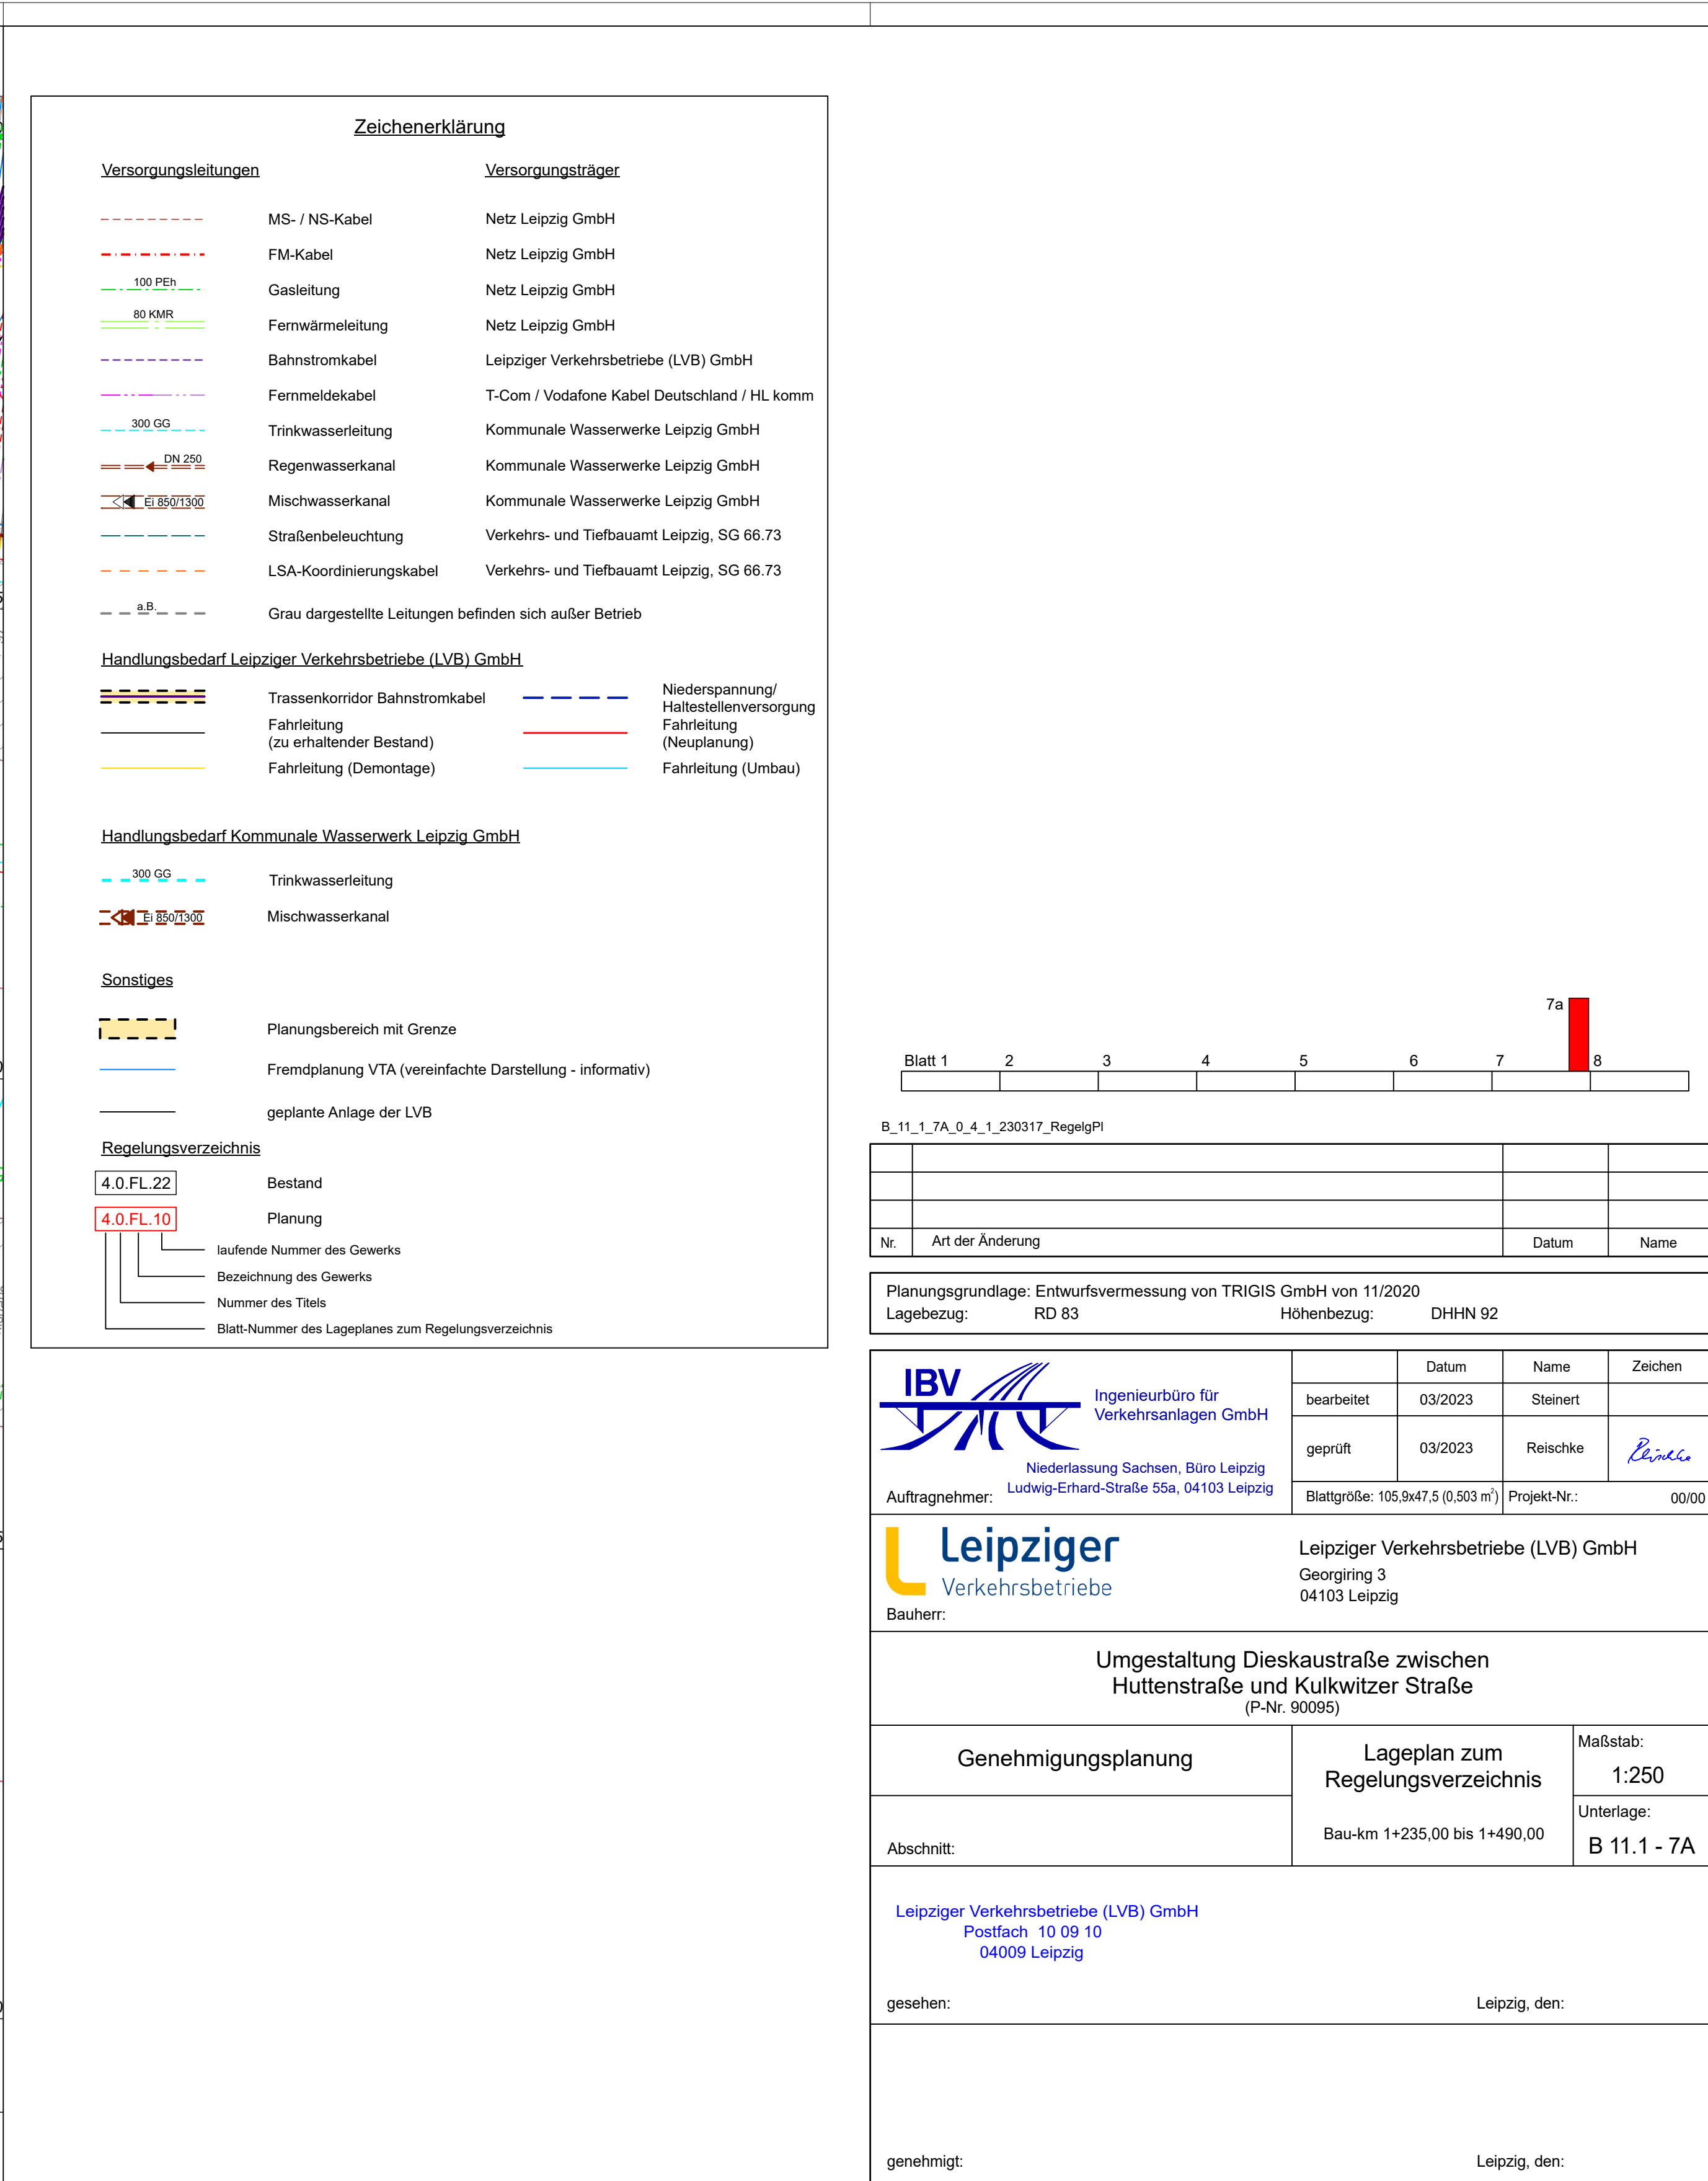 Zeichenerklärung
Versorgungsleitungen Versorgungsträger
MS- / NS-Kabel Netz Leipzig GmbH
FM-Kabel Netz Leipzig GmbH
100 PEh Gasleitung Netz Leipzig GmbH
80 KMR Fernwärmeleitung Netz Leipzig GmbH
Bahnstromkabel Leipziger Verkehrsbetriebe (LVB) GmbH
Fernmeldekabel T-Com / Vodafone Kabel Deutschland / HL komm
300 GG Trinkwasserleitung Kommunale Wasserwerke Leipzig GmbH
DN 250 Regenwasserkanal Kommunale Wasserwerke Leipzig GmbH
Ei 850/1300 Mischwasserkanal Kommunale Wasserwerke Leipzig GmbH
Straßenbeleuchtung Verkehrs- und Tiefbauamt Leipzig, SG 66.73
LSA-Koordinierungskabel Verkehrs- und Tiefbauamt Leipzig, SG 66.73
a.B. Grau dargestellte Leitungen befinden sich außer Betrieb
Handlungsbedarf Leipziger Verkehrsbetriebe (LVB) GmbH
Trassenkorridor Bahnstromkabel
Niederspannung/
Haltestellenversorgung
Fahrleitung
(zu erhaltender Bestand)
Fahrleitung
(Neuplanung)
Fahrleitung (Demontage) Fahrleitung (Umbau)
Handlungsbedarf Kommunale Wasserwerk Leipzig GmbH
300 GG Trinkwasserleitung
Ei 850/1300 Mischwasserkanal
Sonstiges
Planungsbereich mit Grenze
Fremdplanung VTA (vereinfachte Darstellung - informativ)
geplante Anlage der LVB
Regelungsverzeichnis
4.0.FL.22 Bestand
4.0.FL.10 Planung
laufende Nummer des Gewerks
Bezeichnung des Gewerks
Nummer des Titels
Blatt-Nummer des Lageplanes zum Regelungsverzeichnis
7a
Blatt 1 2 3 4 5 6 7 8
B_11_1_7A_0_4_1_230317_RegelgPl
Nr. Art der Änderung Datum Name
Planungsgrundlage: Entwurfsvermessung von TRIGIS GmbH von 11/2020
Lagebezug: RD 83 Höhenbezug: DHHN 92
IBV
Ingenieurbüro für
Verkehrsanlagen GmbH
Niederlassung Sachsen, Büro Leipzig
Ludwig-Erhard-Straße 55a, 04103 Leipzig
Auftragnehmer:
Datum Name Zeichen
bearbeitet 03/2023 Steinert
geprüft 03/2023 Reischke Reischke
Blattgröße: 105,9x47,5 (0,503 m²) Projekt-Nr.: 00/00
Leipziger
Verkehrsbetriebe
Bauherr:
Leipziger Verkehrsbetriebe (LVB) GmbH
Georgiring 3
04103 Leipzig
Umgestaltung Dieskaustraße zwischen
Huttenstraße und Kulkwitzer Straße
(P-Nr. 90095)
Genehmigungsplanung
Abschnitt:
Lageplan zum
Regelungsverzeichnis
Bau-km 1+235,00 bis 1+490,00
Maßstab:
1:250
Unterlage:
B 11.1 - 7A
Leipziger Verkehrsbetriebe (LVB) GmbH
Postfach 10 09 10
04009 Leipzig
gesehen: Leipzig, den:
genehmigt: Leipzig, den: